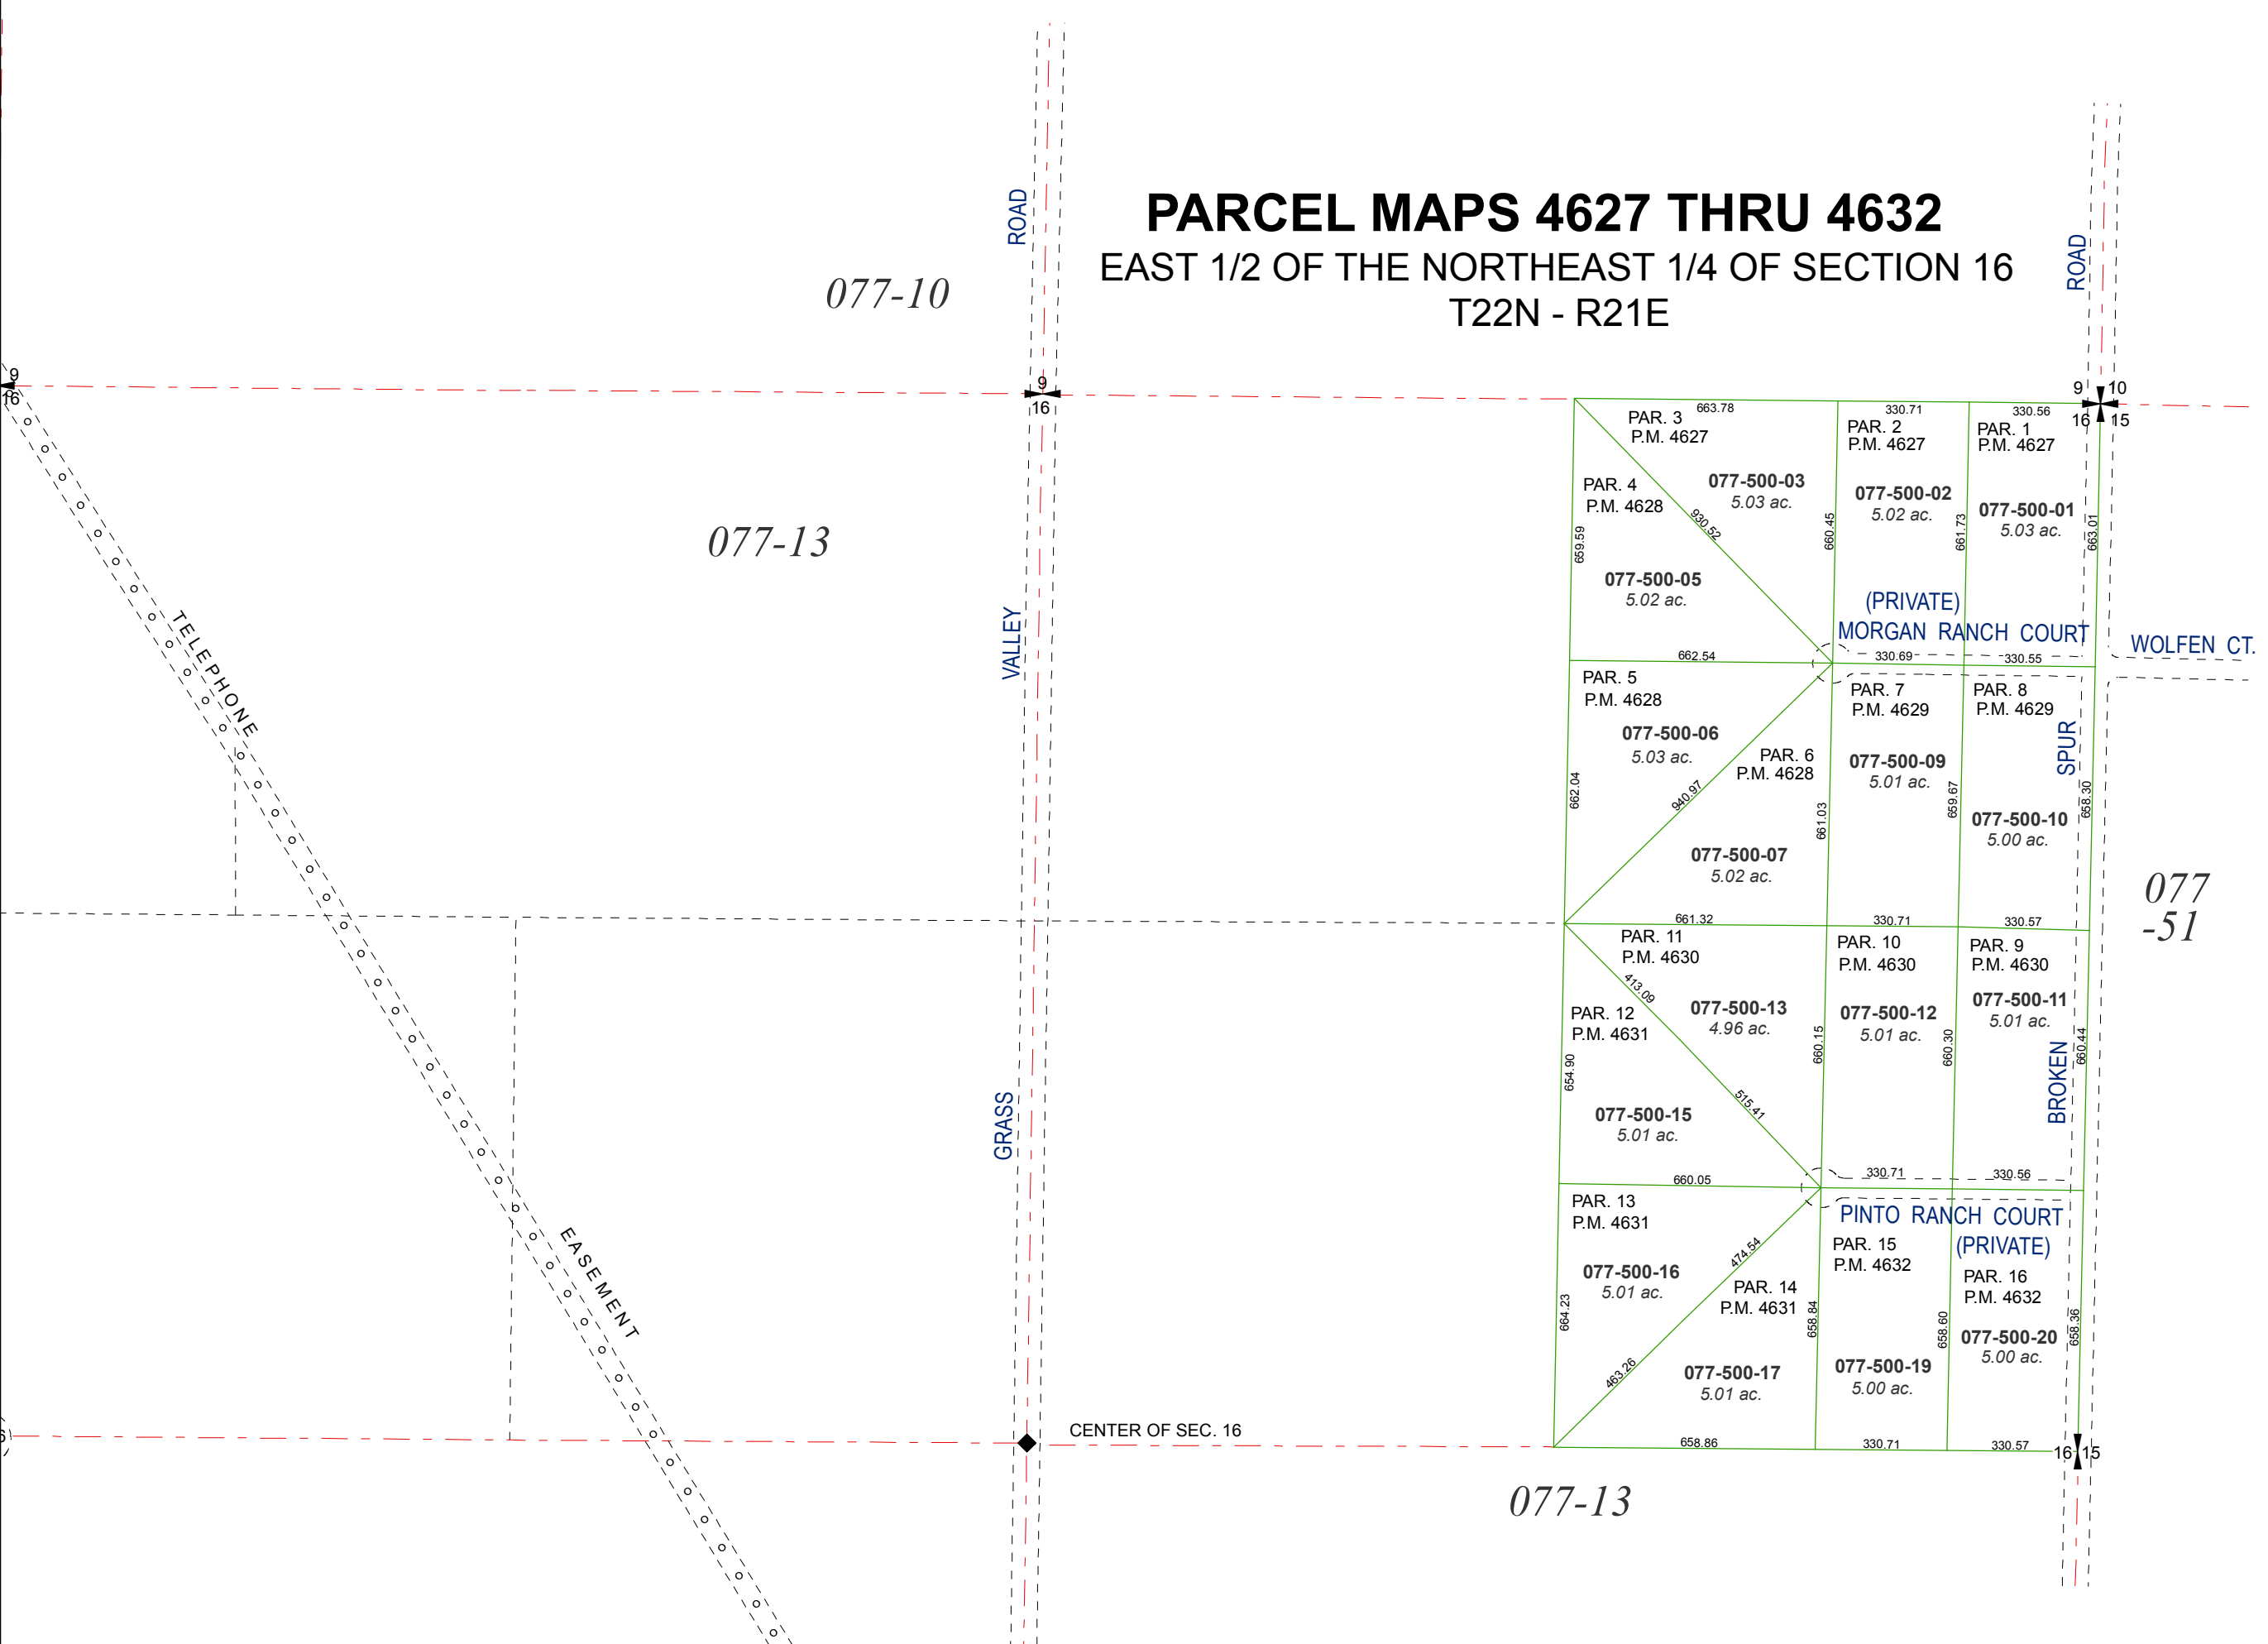 PARCEL MAPS 4627 THRU 4632
EAST 1/2 OF THE NORTHEAST 1/4 OF SECTION 16
T22N - R21E
ROAD
ROAD
077-10
9
16
9
16
9
10
16
15
077-13
VALLEY
GRASS
TELEPHONE
EASEMENT
663.78
330.71
330.56
PAR. 3
P.M. 4627
PAR. 2
P.M. 4627
PAR. 1
P.M. 4627
077-500-03
5.03 ac.
077-500-02
5.02 ac.
077-500-01
5.03 ac.
PAR. 4
P.M. 4628
930.52
659.59
660.45
661.73
663.01
077-500-05
5.02 ac.
(PRIVATE)
MORGAN RANCH COURT
WOLFEN CT.
662.54
330.69
330.55
PAR. 5
P.M. 4628
PAR. 7
P.M. 4629
PAR. 8
P.M. 4629
077-500-06
5.03 ac.
PAR. 6
P.M. 4628
077-500-09
5.01 ac.
SPUR
662.04
940.97
661.03
659.67
658.30
077-500-10
5.00 ac.
077-500-07
5.02 ac.
077
-51
661.32
330.71
330.57
PAR. 11
P.M. 4630
PAR. 10
P.M. 4630
PAR. 9
P.M. 4630
413.09
077-500-13
4.96 ac.
077-500-12
5.01 ac.
077-500-11
5.01 ac.
PAR. 12
P.M. 4631
654.90
660.15
660.30
660.44
BROKEN
515.41
077-500-15
5.01 ac.
660.05
330.71
330.56
PAR. 13
P.M. 4631
PINTO RANCH COURT
(PRIVATE)
PAR. 15
P.M. 4632
474.54
077-500-16
5.01 ac.
PAR. 14
P.M. 4631
PAR. 16
P.M. 4632
664.23
658.84
658.60
658.36
077-500-20
5.00 ac.
463.26
077-500-17
5.01 ac.
077-500-19
5.00 ac.
CENTER OF SEC. 16
658.86
330.71
330.57
16
15
077-13